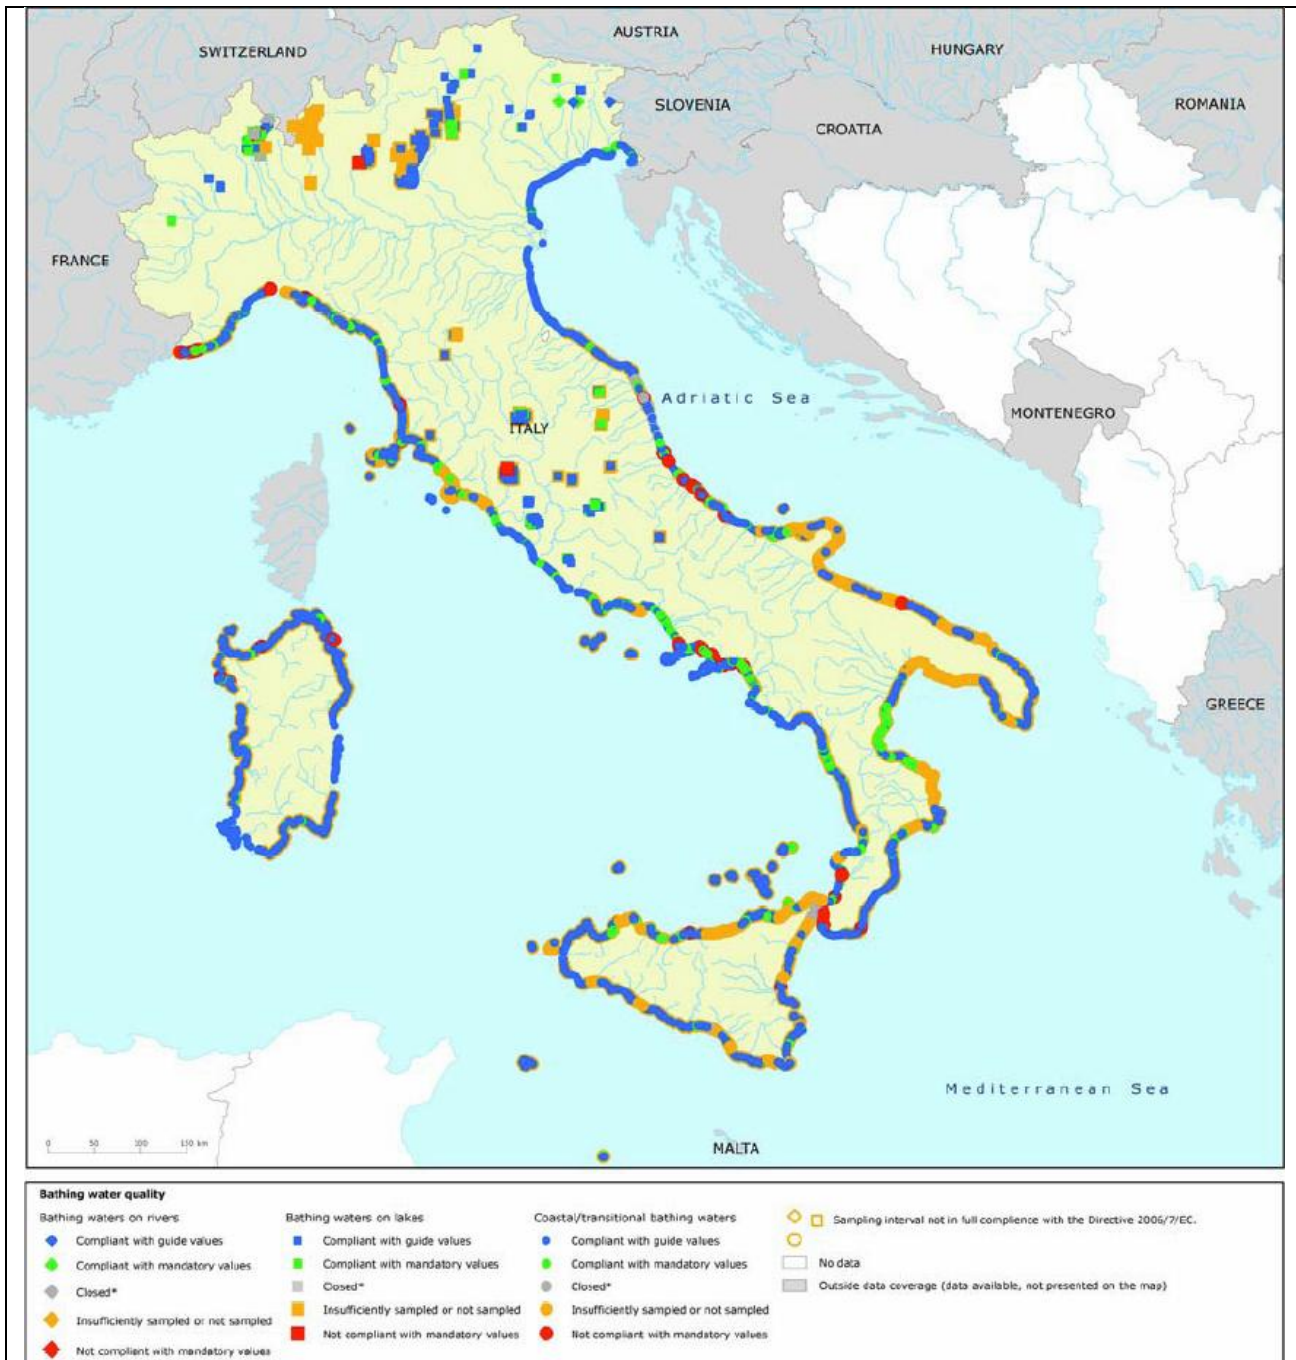 SWITZERLAND
AUSTRIA
HUNGARY
SLOVENIA
ROMANIA
CROATIA
FRANCE
Adriatic Sea
MONTENEGRO
ITALY
GREECE
Mediterranean Sea
MALTA
0 50 100 150 km
Bathing water quality
Bathing waters on rivers
Compliant with guide values
Compliant with mandatory values
Closed*
Insufficiently sampled or not sampled
Not compliant with mandatory values
Bathing waters on lakes
Compliant with guide values
Compliant with mandatory values
Closed*
Insufficiently sampled or not sampled
Not compliant with mandatory values
Coastal/transitional bathing waters
Compliant with guide values
Compliant with mandatory values
Closed*
Insufficiently sampled or not sampled
Not compliant with mandatory values
Sampling interval not in full complience with the Directive 2006/7/EC.
No data
Outside data coverage (data available, not presented on the map)